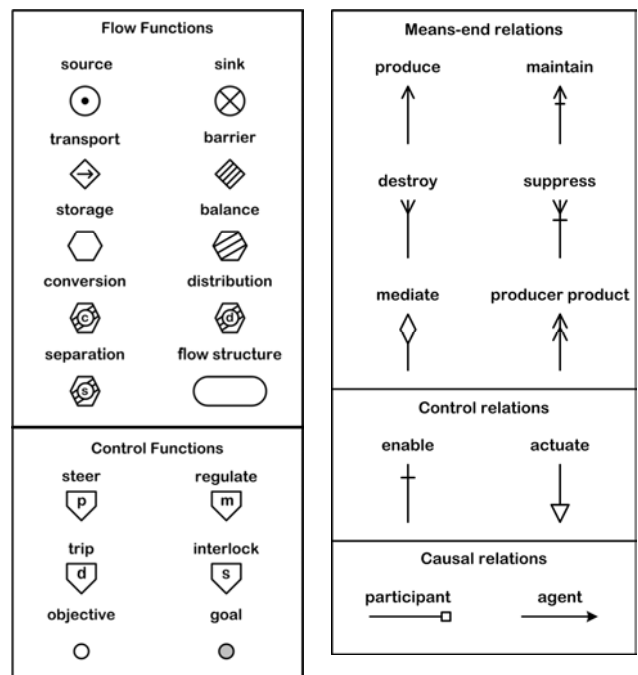 Flow Functions
source sink
transport barrier
storage balance
conversion distribution
c d
separation flow structure
s
Control Functions
steer regulate
p m
trip interlock
d s
objective goal
Means-end relations
produce maintain
destroy suppress
mediate producer product
Control relations
enable actuate
Causal relations
participant agent